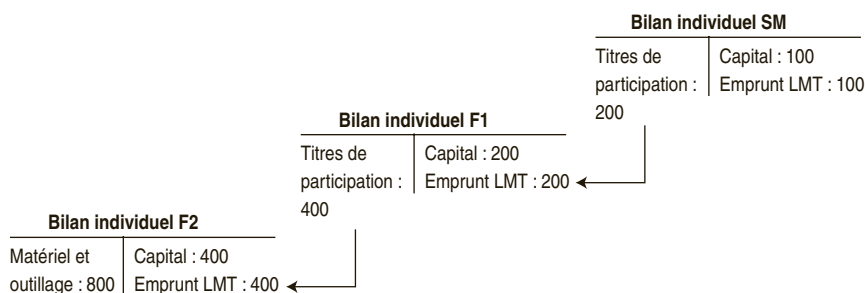 Bilan individuel SM
Titres de
participation :
200
Capital : 100
Emprunt LMT : 100
Bilan individuel F1
Titres de
participation :
400
Capital : 200
Emprunt LMT : 200
Bilan individuel F2
Matériel et
outillage : 800
Capital : 400
Emprunt LMT : 400